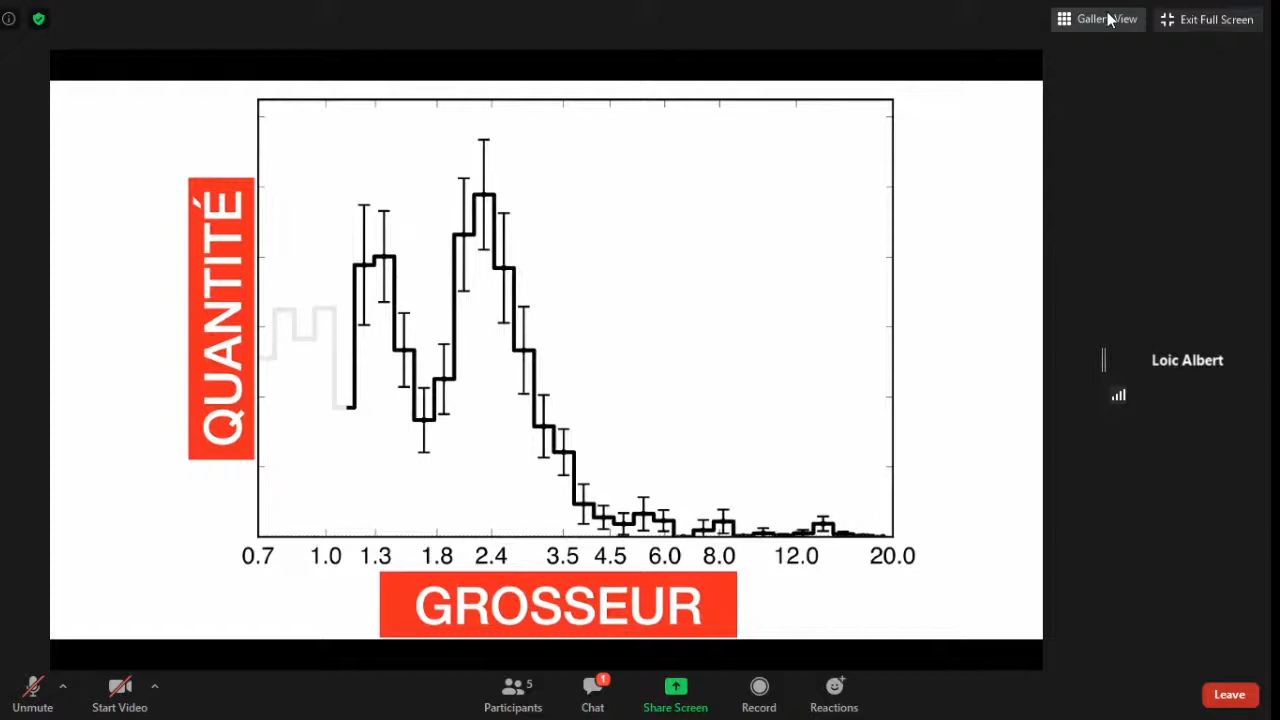 Gallery View
Exit Full Screen
QUANTITÉ
0.7 1.0 1.3 1.8 2.4 3.5 4.5 6.0 8.0 12.0 20.0
GROSSEUR
Loic Albert
5
1
Unmute
Start Video
Participants
Chat
Share Screen
Record
Reactions
Leave